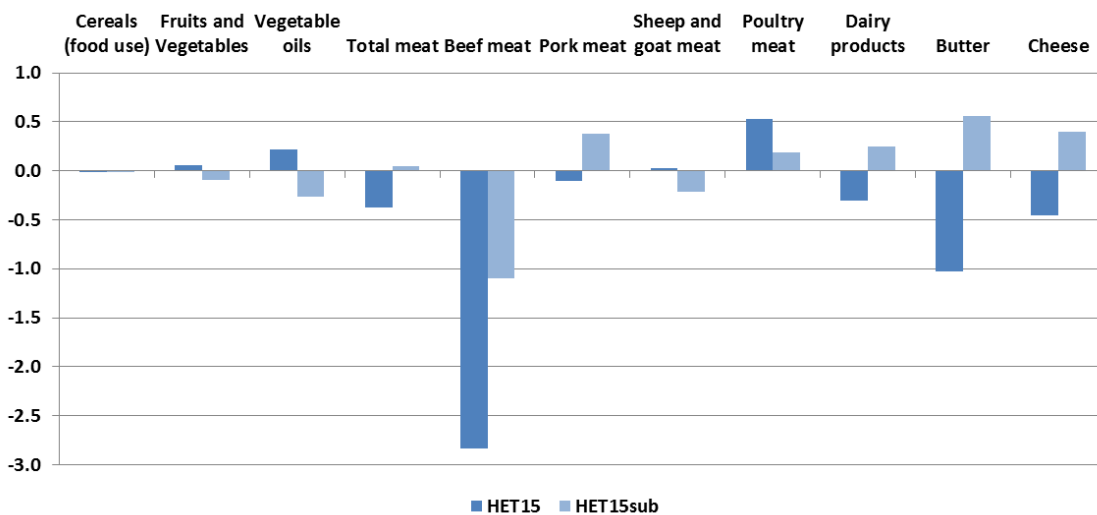 Cereals
(food use)
Fruits and
Vegetables
Vegetable
oils
Total meat
Beef meat
Pork meat
Sheep and
goat meat
Poultry
meat
Dairy
products
Butter
Cheese
1.0
0.5
0.0
-0.5
-1.0
-1.5
-2.0
-2.5
-3.0
HET15
HET15sub